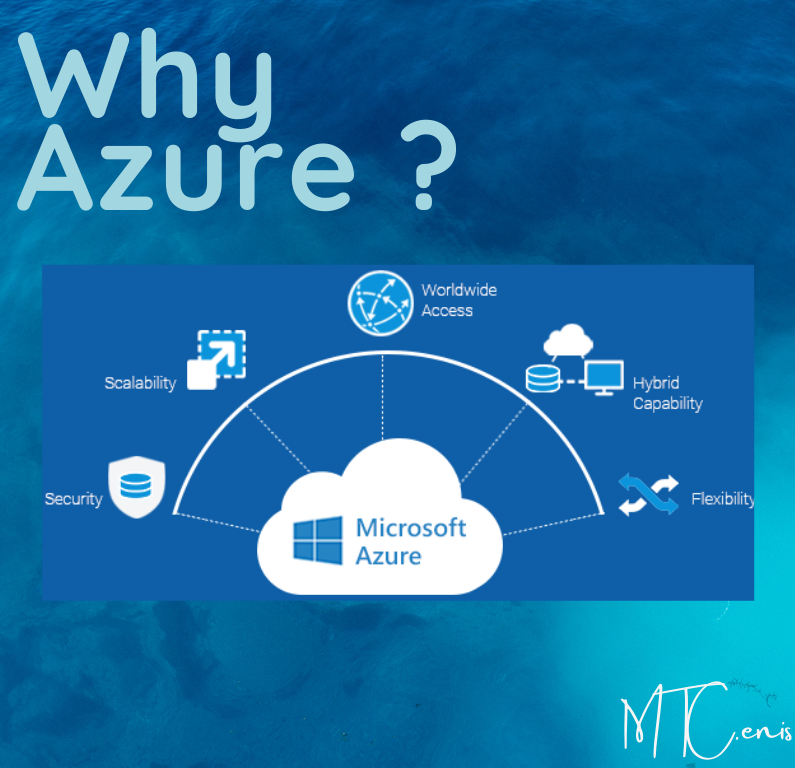 Why
Azure ?
Worldwide
Access
Scalability
Hybrid
Capability
Security
Flexibility
Microsoft
Azure
MTC.enis